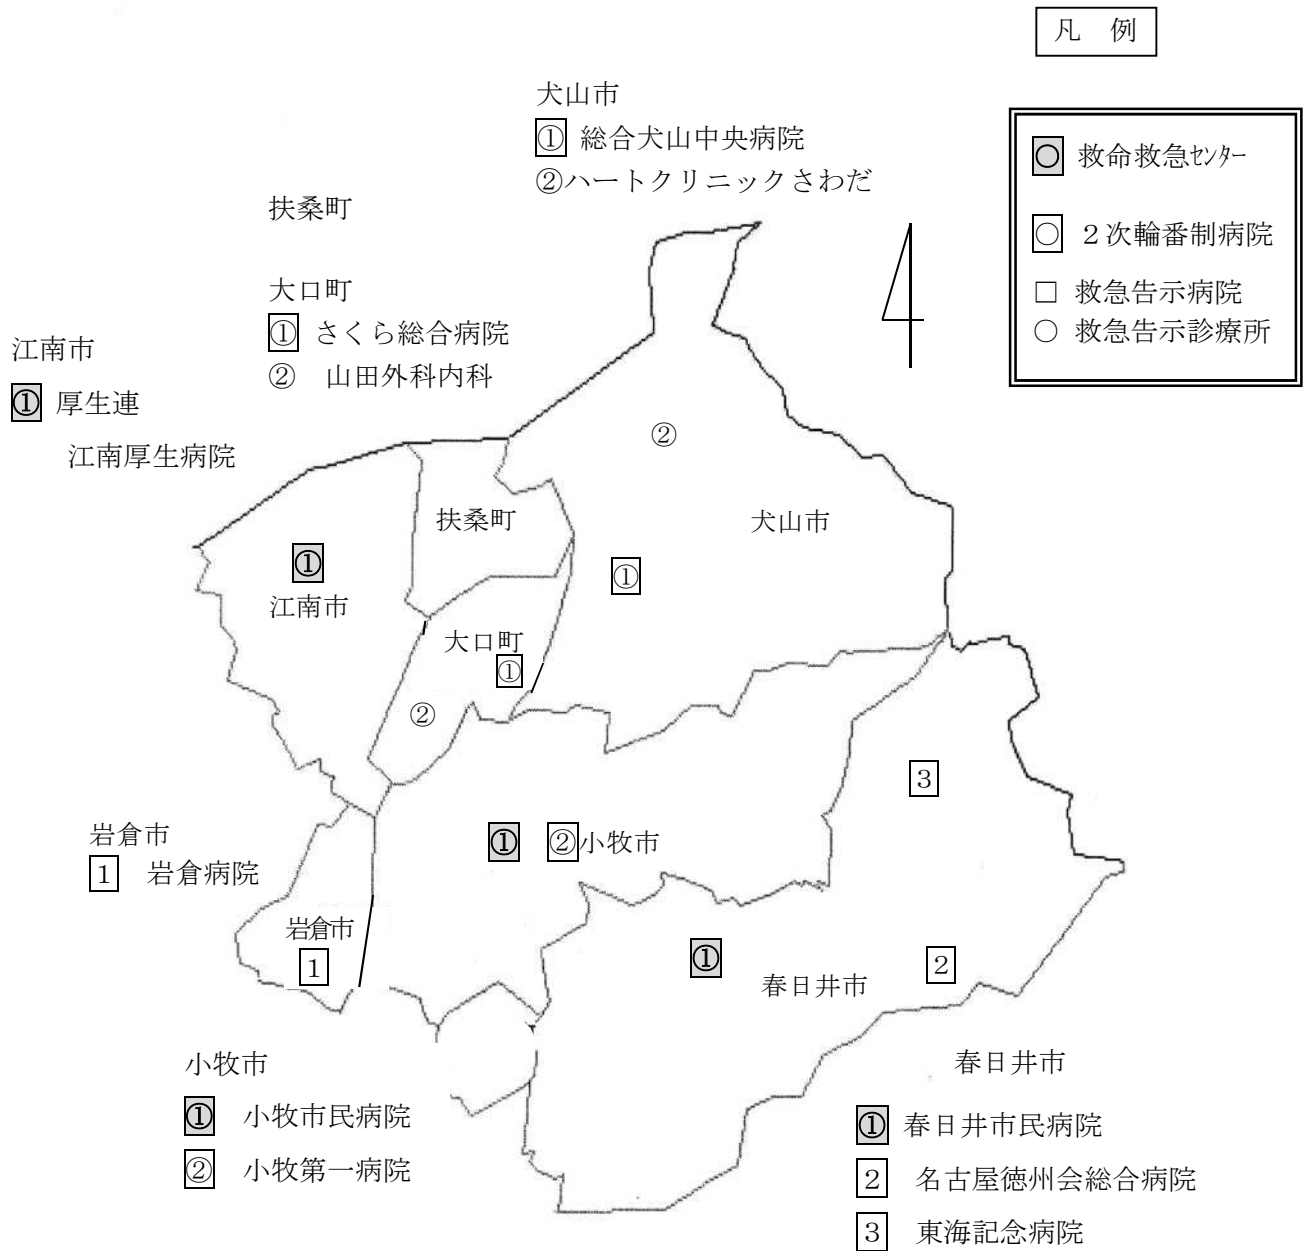 凡 例
犬山市
① 総合犬山中央病院
②ハートクリニックさわだ
○ 救命救急ｾﾝﾀｰ
○ ２次輪番制病院
□ 救急告示病院
○ 救急告示診療所
扶桑町
大口町
① さくら総合病院
② 山田外科内科
江南市
① 厚生連
江南厚生病院
②
扶桑町
犬山市
①
①
江南市
大口町
①
②
3
岩倉市
1 岩倉病院
①
②小牧市
岩倉市
1
①
春日井市
2
小牧市
① 小牧市民病院
② 小牧第一病院
春日井市
① 春日井市民病院
2 名古屋徳州会総合病院
3 東海記念病院